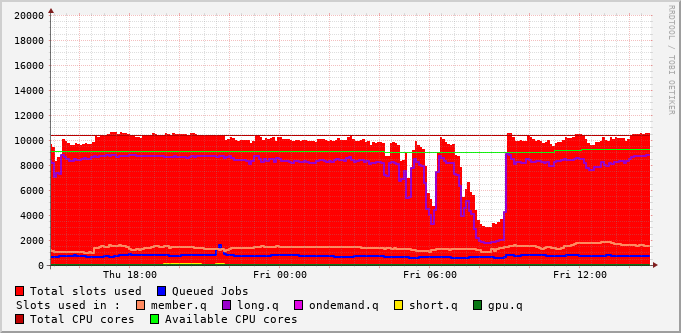 20000
18000
16000
14000
12000
10000
8000
6000
4000
2000
0
Thu 18:00 Fri 00:00 Fri 06:00 Fri 12:00
RRDTOOL / TOBI OETIKER
Total slots used Queued Jobs
Slots used in : member.q long.q ondemand.q short.q gpu.q
Total CPU cores Available CPU cores